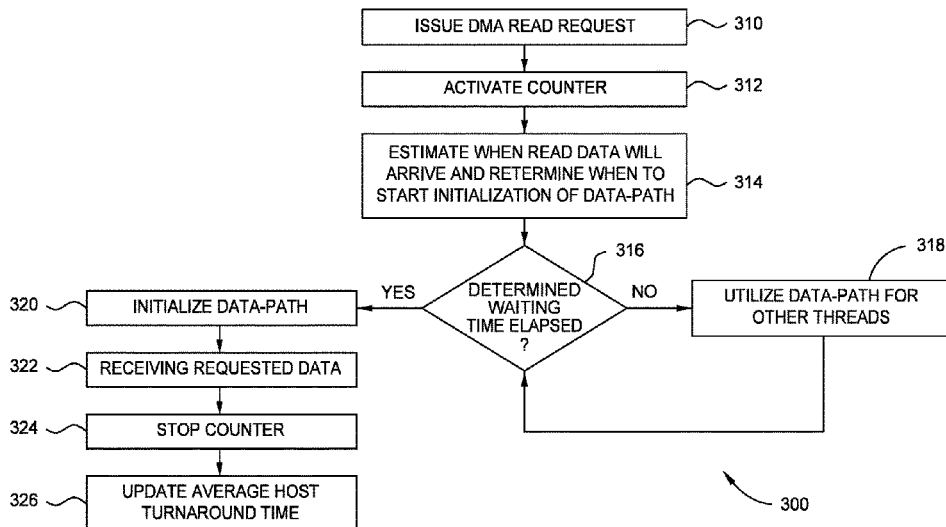 ISSUE DMA READ REQUEST
310
ACTIVATE COUNTER
312
ESTIMATE WHEN READ DATA WILL
ARRIVE AND RETERMINE WHEN TO
START INITIALIZATION OF DATA-PATH
314
316
DETERMINED
WAITING
TIME ELAPSED
?
YES
NO
318
UTILIZE DATA-PATH FOR
OTHER THREADS
320
INITIALIZE DATA-PATH
322
RECEIVING REQUESTED DATA
324
STOP COUNTER
326
UPDATE AVERAGE HOST
TURNAROUND TIME
300